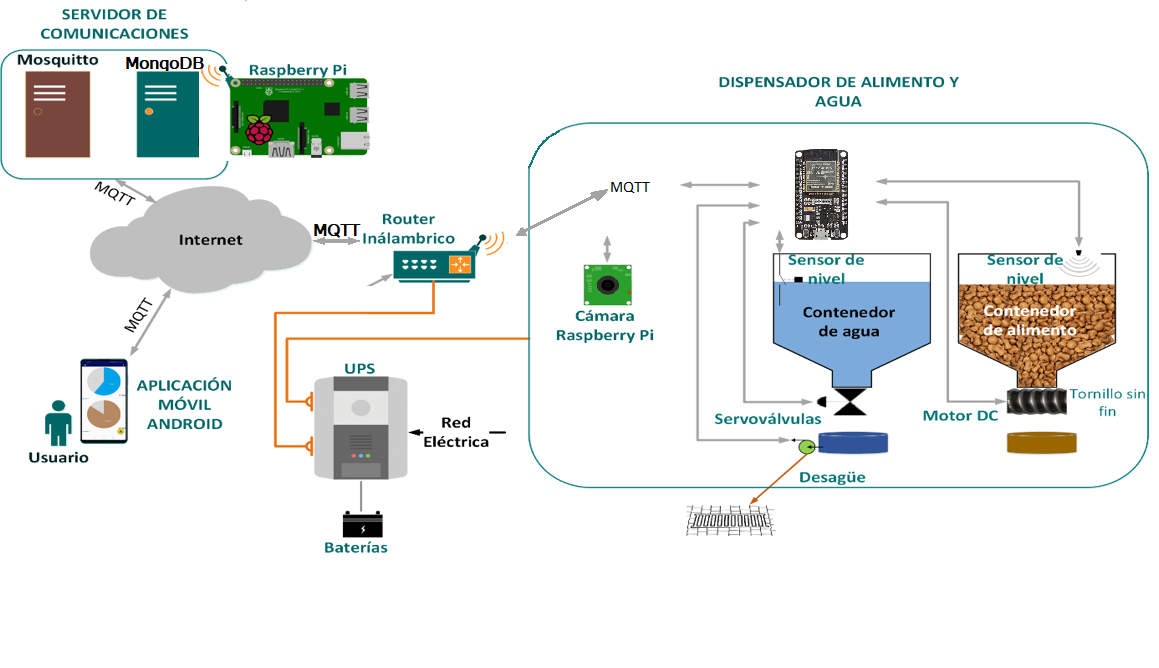 SERVIDOR DE
COMUNICACIONES
Mosquitto
MongoDB
Raspberry Pi
MQTT
Internet
MQTT
Router
Inálambrico
MQTT
APLICACIÓN
MÓVIL
ANDROID
Usuario
UPS
Red
Eléctrica
Baterías
DISPENSADOR DE ALIMENTO Y
AGUA
MQTT
Cámara
Raspberry Pi
Sensor de
nivel
Contenedor
de agua
Sensor de
nivel
Contenedor
de alimento
Servoválvulas
Motor DC
Tornillo sin
fin
Desagüe